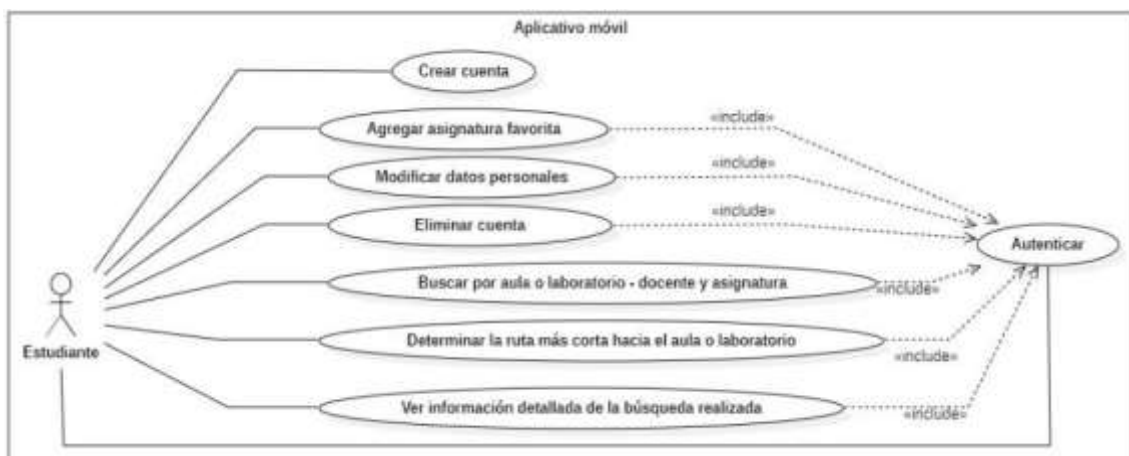 Aplicativo móvil
Crear cuenta
Agregar asignatura favorita
«include»
Modificar datos personales
«include»
Eliminar cuenta
«include»
Autenticar
Buscar por aula o laboratorio - docente y asignatura
«include»
Estudiante
Determinar la ruta más corta hacia el aula o laboratorio
«include»
Ver información detallada de la búsqueda realizada
«include»